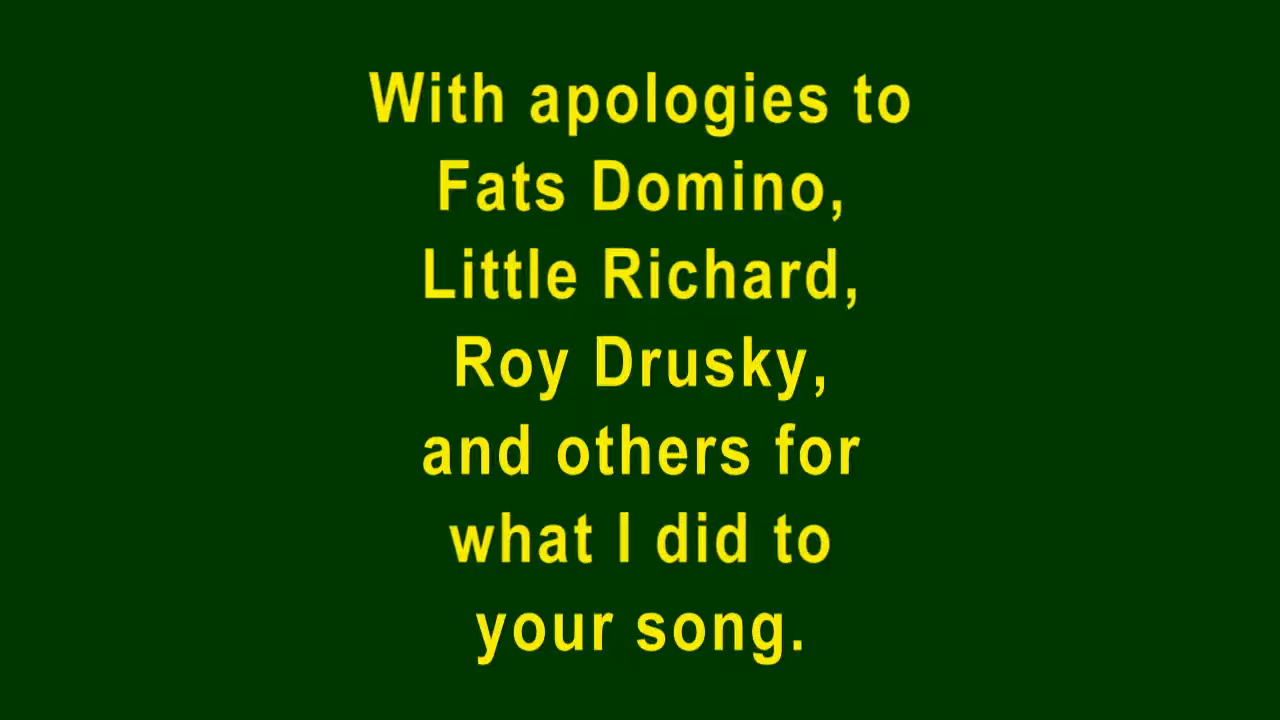 With apologies to
Fats Domino,
Little Richard,
Roy Drusky,
and others for
what I did to
your song.